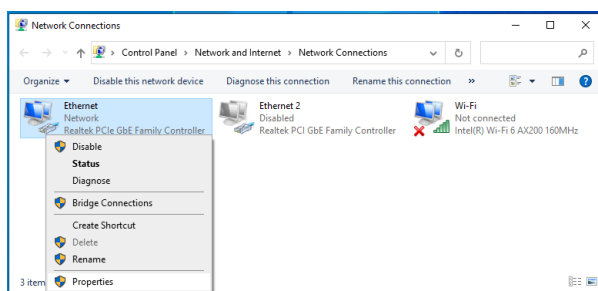 Network Connections
Control Panel > Network and Internet > Network Connections
Organize Disable this network device Diagnose this connection Rename this connection »
Ethernet
Network
Realtek PCIe GbE Family Controller
Ethernet 2
Disabled
Realtek PCI GbE Family Controller
Wi-Fi
Not connected
Intel(R) Wi-Fi 6 AX200 160MHz
Disable
Status
Diagnose
Bridge Connections
Create Shortcut
Delete
Rename
Properties
3 item